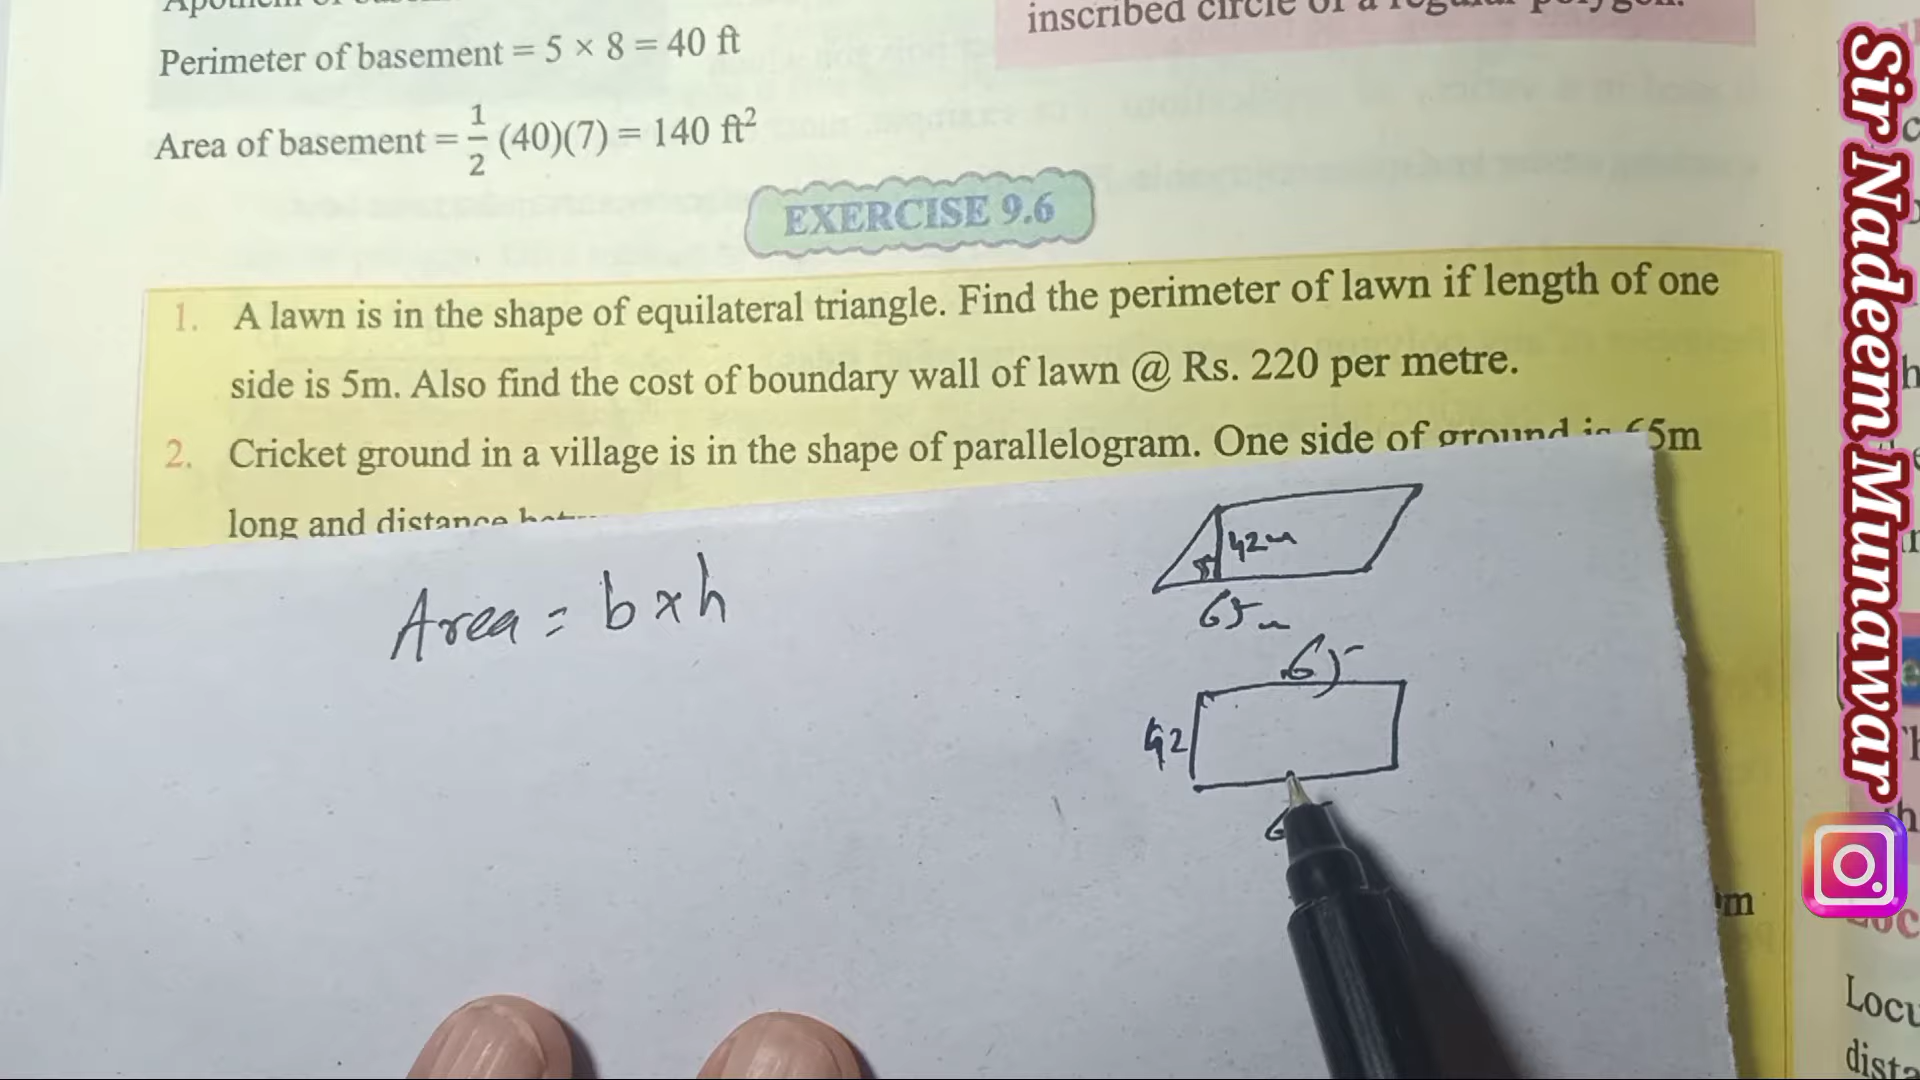 Perimeter of basement = 5 × 8 = 40 ft
inscribed circle of a regular polygon.
Area of basement = 1/2 (40)(7) = 140 ft²
EXERCISE 9.6
1. A lawn is in the shape of equilateral triangle. Find the perimeter of lawn if length of one
side is 5m. Also find the cost of boundary wall of lawn @ Rs. 220 per metre.
2. Cricket ground in a village is in the shape of parallelogram. One side of ground is 65m
long and distance
Area = b × h
42m
65m
65
42
m
Locu
dista
Sir Nadeem Munawar